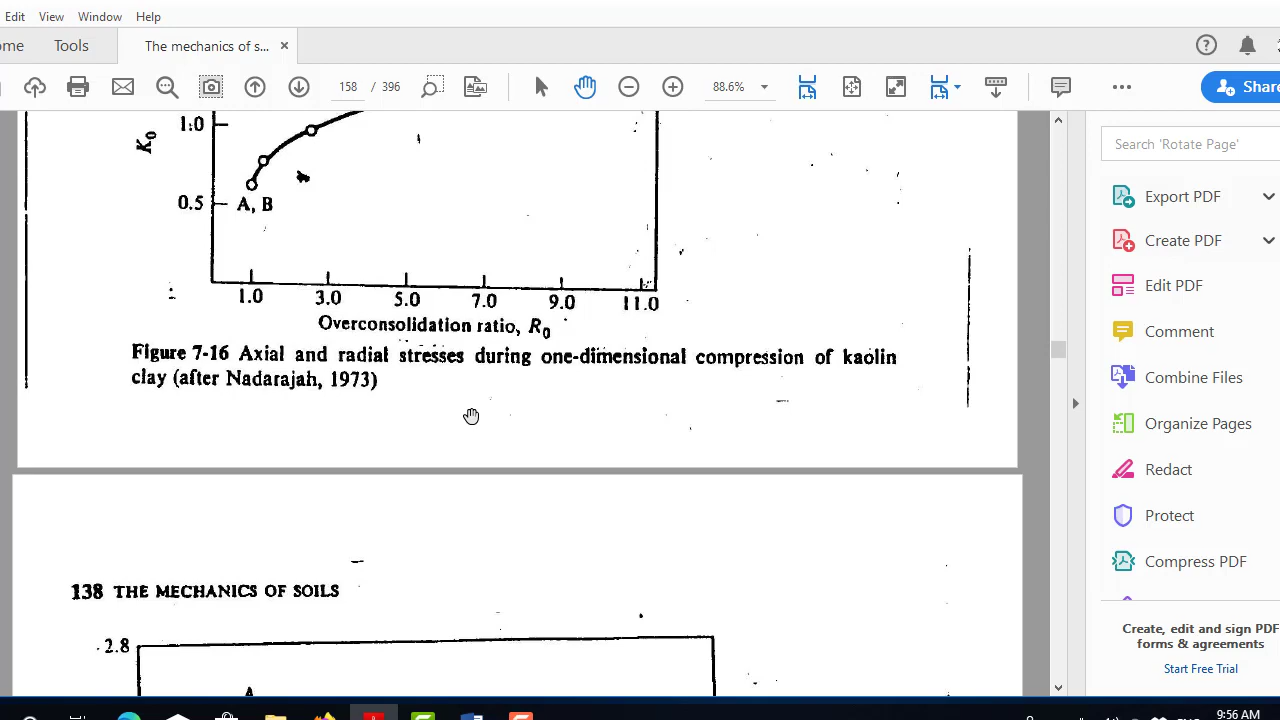 Edit View Window Help
ome Tools The mechanics of s... ×
158 / 396 88.6% Share
Search 'Rotate Page'
Export PDF
Create PDF
Edit PDF
Comment
Combine Files
Organize Pages
Redact
Protect
Compress PDF
Create, edit and sign PDF
forms & agreements
Start Free Trial
1.0
K₀
0.5
A, B
1.0 3.0 5.0 7.0 9.0 11.0
Overconsolidation ratio, R₀
Figure 7-16 Axial and radial stresses during one-dimensional compression of kaolin
clay (after Nadarajah, 1973)
138 THE MECHANICS OF SOILS
2.8
9:56 AM